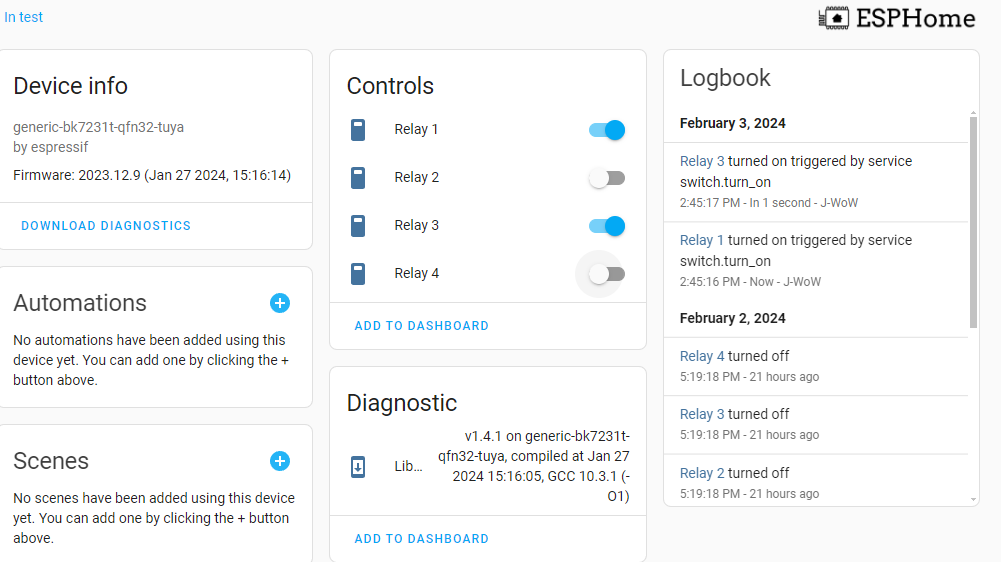 In test
ESPHome
Device info
generic-bk7231t-qfn32-tuya
by espressif
Firmware: 2023.12.9 (Jan 27 2024, 15:16:14)
DOWNLOAD DIAGNOSTICS
Automations
No automations have been added using this
device yet. You can add one by clicking the +
button above.
Scenes
No scenes have been added using this device
yet. You can add one by clicking the + button
above.
Controls
Relay 1
Relay 2
Relay 3
Relay 4
ADD TO DASHBOARD
Diagnostic
Lib...
v1.4.1 on generic-bk7231t-
qfn32-tuya, compiled at Jan 27
2024 15:16:05, GCC 10.3.1 (-
O1)
ADD TO DASHBOARD
Logbook
February 3, 2024
Relay 3 turned on triggered by service
switch.turn_on
2:45:17 PM - In 1 second - J-WoW
Relay 1 turned on triggered by service
switch.turn_on
2:45:16 PM - Now - J-WoW
February 2, 2024
Relay 4 turned off
5:19:18 PM - 21 hours ago
Relay 3 turned off
5:19:18 PM - 21 hours ago
Relay 2 turned off
5:19:18 PM - 21 hours ago